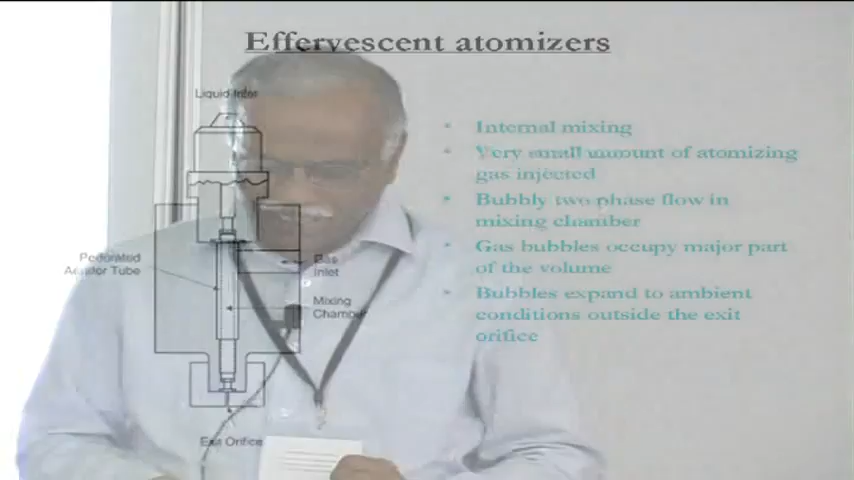 Effervescent atomizers
Liquid Inlet
Perforated
Aerator Tube
Gas
Inlet
Mixing
Chamber
Exit Orifice
• Internal mixing
• Very small amount of atomizing
gas injected
• Bubbly two phase flow in
mixing chamber
• Gas bubbles occupy major part
of the volume
• Bubbles expand to ambient
conditions outside the exit
orifice